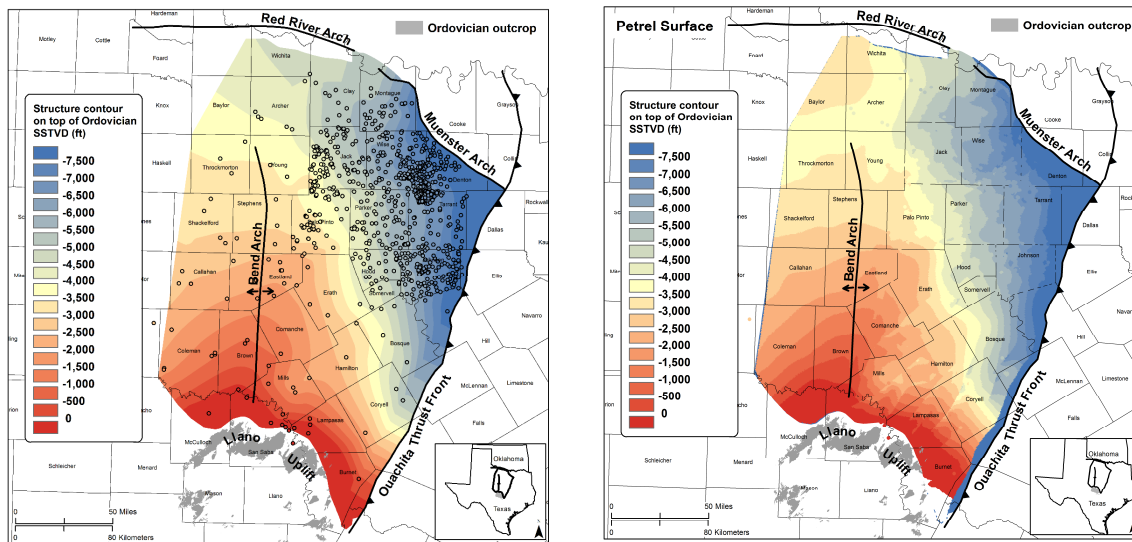 Hardeman
Red River Arch
Ordovician outcrop
Motley
Cottle
Foard
Wichita
Clay
Montague
Grayson
Structure contour
on top of Ordovician
SSTVD (ft)
-7,500
-7,000
-6,500
-6,000
-5,500
-5,000
-4,500
-4,000
-3,500
-3,000
-2,500
-2,000
-1,500
-1,000
-500
0
Knox
Baylor
Archer
Cooke
Muenster Arch
Haskell
Throckmorton
Young
Jack
Wise
Denton
Stephens
Parker
Tarrant
Rockwall
Shackelford
Pinto
Dallas
Bend Arch
Callahan
Eastland
Hood
Ellis
Erath
Somervell
Navarro
Comanche
Hill
Coleman
Brown
Bosque
Mills
Hamilton
McLennan
Limestone
Coryell
Ouachita Thrust Front
Falls
Lampasas
McCulloch
Llano
San Saba
Uplift
Schleicher
Menard
Burnet
Mason
Llano
Oklahoma
Texas
0
50 Miles
0
80 Kilometers
Hardeman
Petrel Surface
Red River Arch
Ordovician outcrop
Motley
Cottle
Foard
Wichita
Clay
Montague
Grayson
Structure contour
on top of Ordovician
SSTVD (ft)
-7,500
-7,000
-6,500
-6,000
-5,500
-5,000
-4,500
-4,000
-3,500
-3,000
-2,500
-2,000
-1,500
-1,000
-500
0
Knox
Baylor
Archer
Cooke
Muenster Arch
Haskell
Throckmorton
Young
Jack
Wise
Denton
Stephens
Parker
Tarrant
Rockwall
Shackelford
Palo Pinto
Dallas
Bend Arch
Callahan
Eastland
Johnson
Hood
Ellis
Erath
Somervell
Navarro
Comanche
Hill
Coleman
Brown
Bosque
Mills
Hamilton
McLennan
Limestone
Coryell
Ouachita Thrust Front
Falls
Lampasas
McCulloch
Llano
San Saba
Uplift
Schleicher
Menard
Burnet
Mason
Llano
Oklahoma
Texas
0
50 Miles
0
80 Kilometers